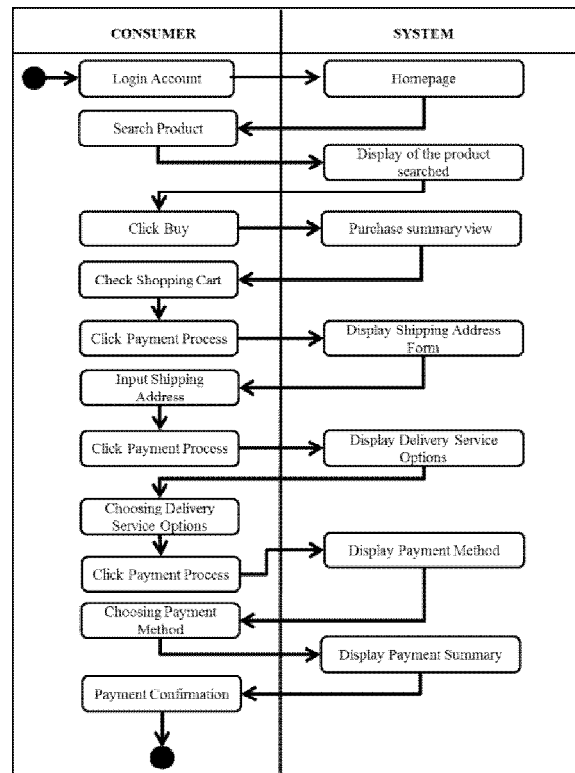 CONSUMER
SYSTEM
Login Account
Homepage
Search Product
Display of the product
searched
Click Buy
Purchase summary view
Check Shopping Cart
Click Payment Process
Display Shipping Address
Form
Input Shipping
Address
Click Payment Process
Display Delivery Service
Options
Choosing Delivery
Service Options
Click Payment Process
Display Payment Method
Choosing Payment
Method
Display Payment Summary
Payment Confirmation